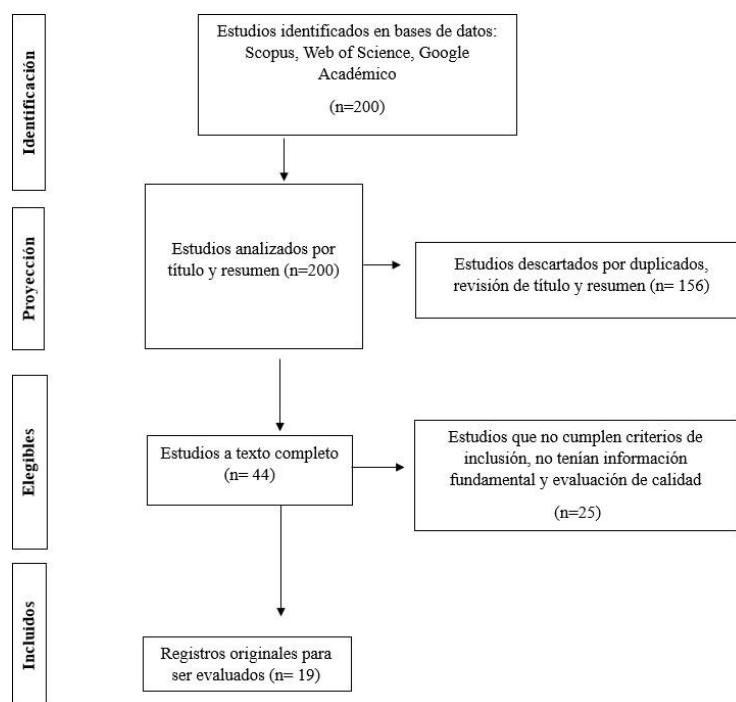 Identificación
Estudios identificados en bases de datos:
Scopus, Web of Science, Google
Académico
(n=200)
Proyección
Estudios analizados por
título y resumen (n=200)
Estudios descartados por duplicados,
revisión de título y resumen (n= 156)
Elegibles
Estudios a texto completo
(n= 44)
Estudios que no cumplen criterios de
inclusión, no tenían información
fundamental y evaluación de calidad
(n=25)
Incluidos
Registros originales para
ser evaluados (n= 19)